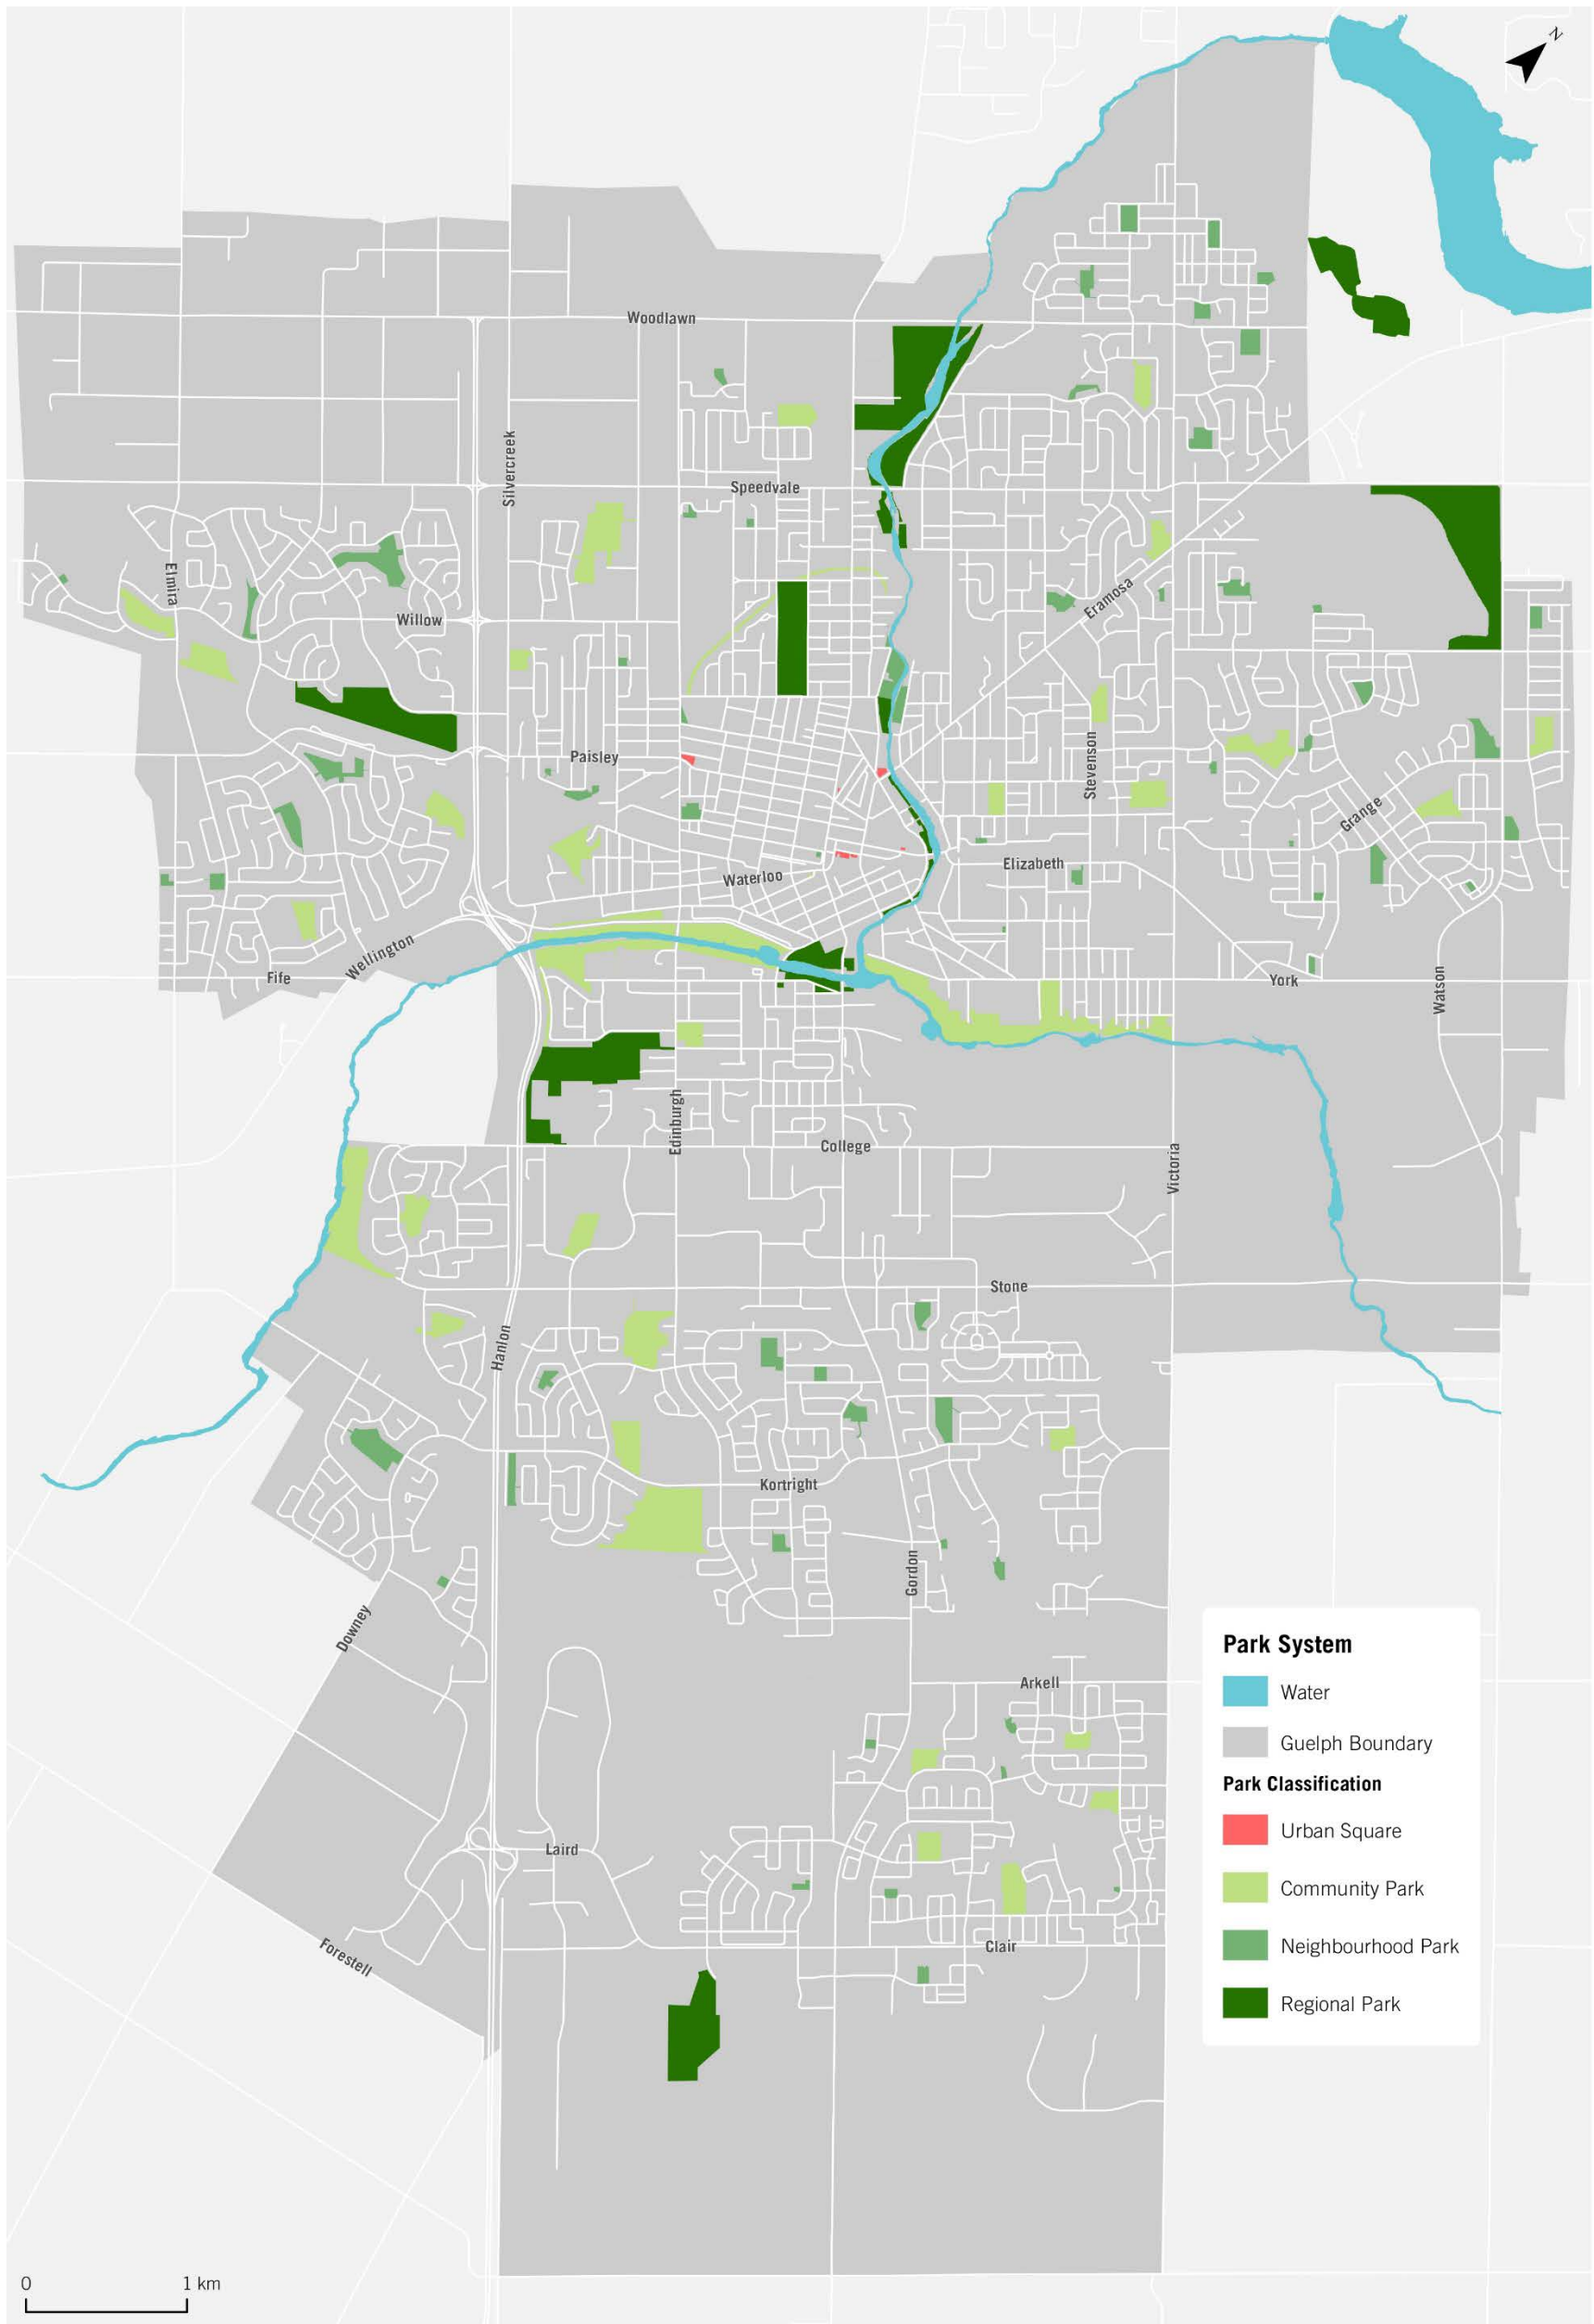 N
Woodlawn
Silvercreek
Speedvale
Elmira
Willow
Eramosa
Paisley
Stevenson
Grange
Waterloo
Elizabeth
Wellington
Fife
York
Watson
Edinburgh
College
Victoria
Stone
Hanlon
Kortright
Gordon
Downey
Arkell
Laird
Clair
Forestell
Park System
Water
Guelph Boundary
Park Classification
Urban Square
Community Park
Neighbourhood Park
Regional Park
0 1 km